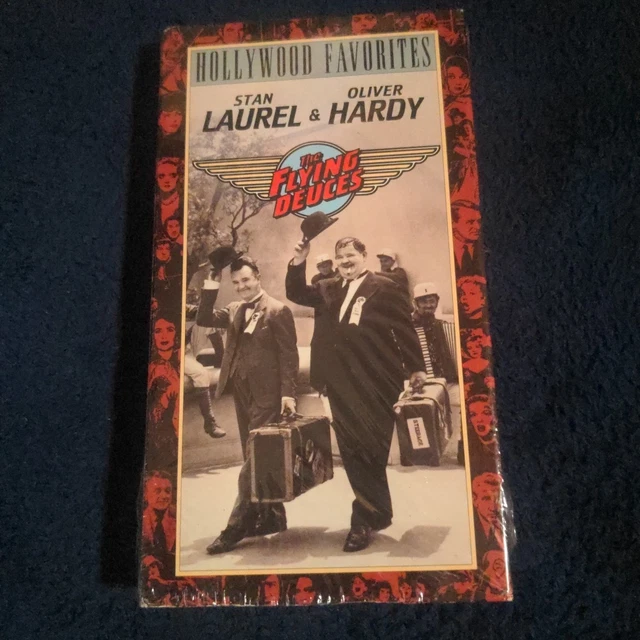 HOLLYWOOD FAVORITES
STAN OLIVER
LAUREL & HARDY
THE
FLYING
DEUCES